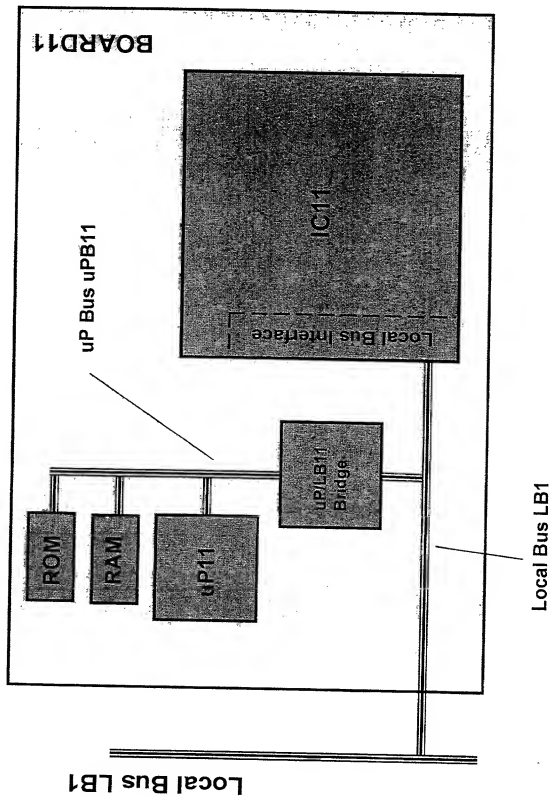 BOARD11
uP Bus uPB11
IC11
Local Bus Interface
ROM
RAM
uP11
uP/LB11
Bridge
Local Bus LB1
Local Bus LB1